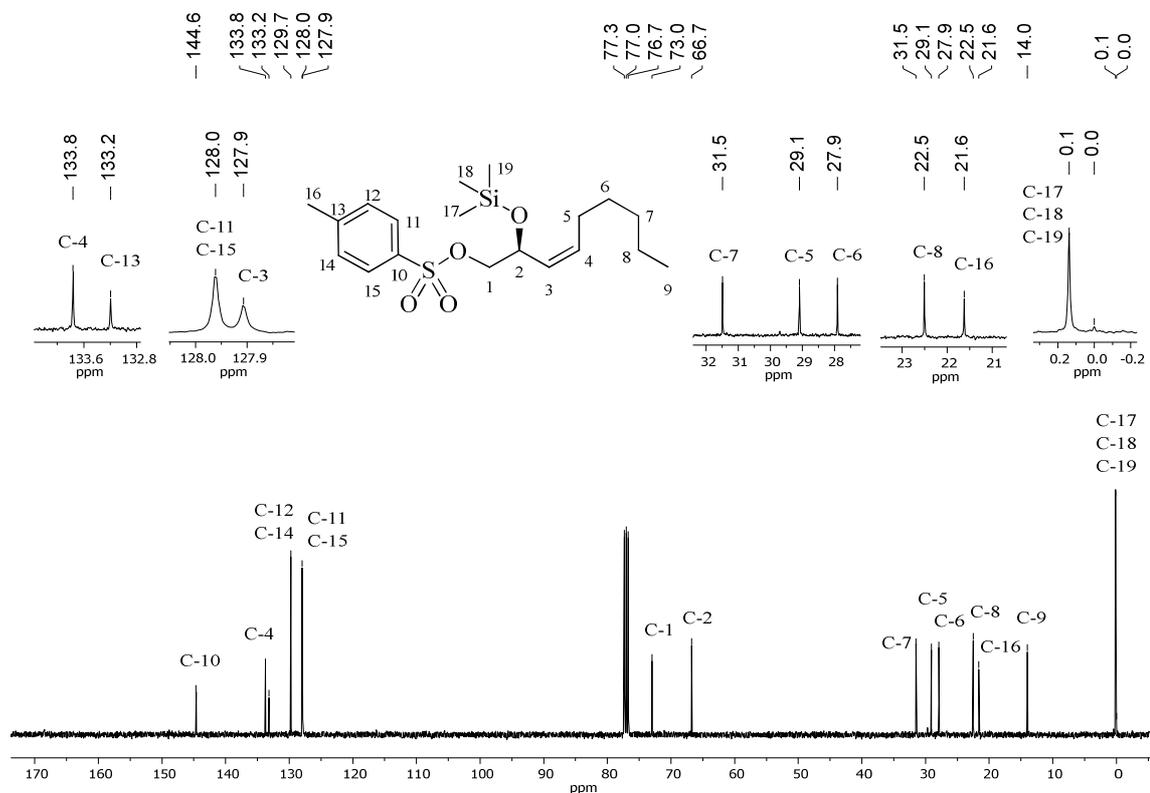 144.6
133.8
133.2
129.7
128.0
127.9
77.3
77.0
76.7
73.0
66.7
31.5
29.1
27.9
22.5
21.6
14.0
0.1
0.0
133.8
133.2
C-4
C-13
133.6 132.8
ppm
128.0
127.9
C-11
C-15
C-3
128.0 127.9
ppm
16
13
12
11
14
15
10
S
O
O
O
1
2
3
4
5
6
7
8
9
O
Si
17
18
19
31.5
29.1
27.9
C-7
C-5
C-6
32 31 30 29 28
ppm
22.5
21.6
C-8
C-16
23 22 21
ppm
0.1
0.0
C-17
C-18
C-19
0.2 0.0 -0.2
ppm
C-10
C-4
C-12
C-14
C-11
C-15
C-1
C-2
C-7
C-5
C-6
C-8
C-16
C-9
C-17
C-18
C-19
170 160 150 140 130 120 110 100 90 80 70 60 50 40 30 20 10 0
ppm